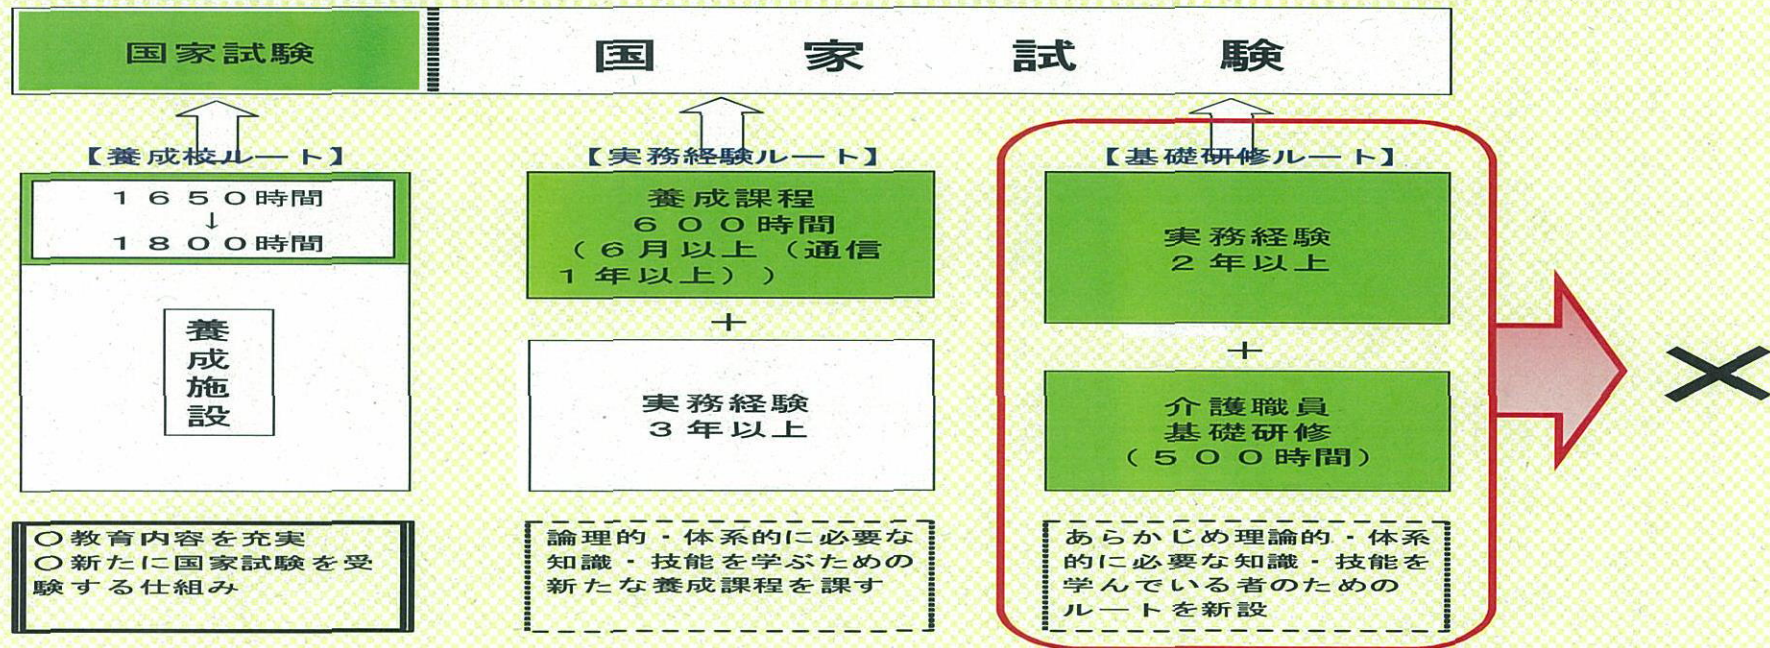 国家試験
国家試験
【養成校ルート】
1650時間
↓
1800時間
養成施設
○教育内容を充実
○新たに国家試験を受
験する仕組み
【実務経験ルート】
養成課程
600時間
(6月以上(通信
1年以上))
+
実務経験
3年以上
論理的・体系的に必要な
知識・技能を学ぶための
新たな養成課程を課す
【基礎研修ルート】
実務経験
2年以上
+
介護職員
基礎研修
(500時間)
あらかじめ理論的・体系
的に必要な知識・技能を
学んでいる者のための
ルートを新設
×